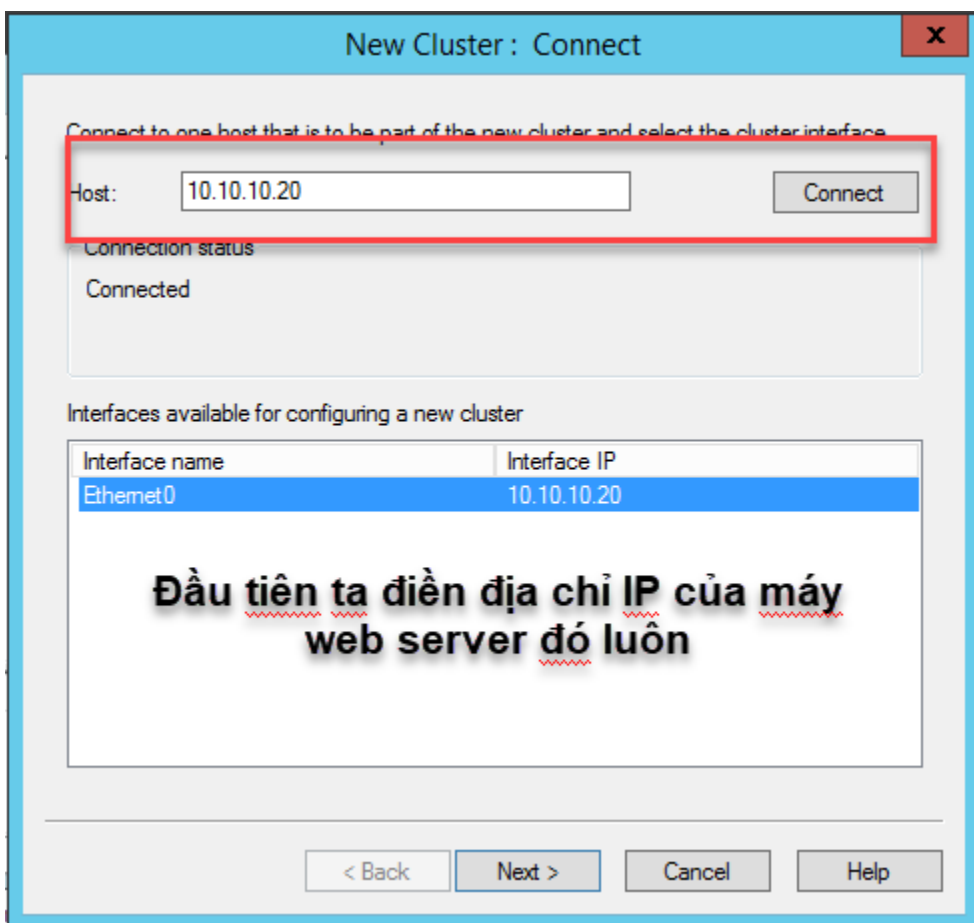 New Cluster : Connect
x
Connect to one host that is to be part of the new cluster and select the cluster interface
Host: 10.10.10.20 Connect
Connection status
Connected
Interfaces available for configuring a new cluster
Interface name Interface IP
Ethernet0 10.10.10.20
Đầu tiên ta điền địa chỉ IP của máy
web server đó luôn
< Back Next > Cancel Help